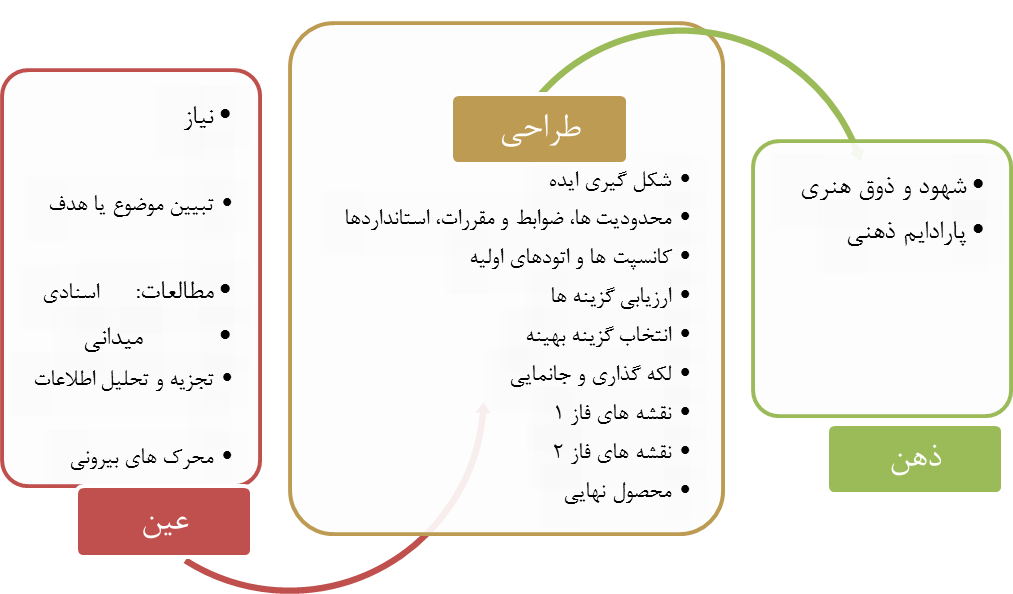 شهود و ذوق هنری
پارادایم ذهنی
ذهن
طراحی
شکل گیری ایده
محدودیت ها، ضوابط و مقررات، استانداردها
کانسپت ها و اتودهای اولیه
ارزیابی گزینه ها
انتخاب گزینه بهینه
لکه گذاری و جانمایی
نقشه های فاز ۱
نقشه های فاز ۲
محصول نهایی
نیاز
تبیین موضوع یا هدف
مطالعات: اسنادی
میدانی
تجزیه و تحلیل اطلاعات
محرک های بیرونی
عین